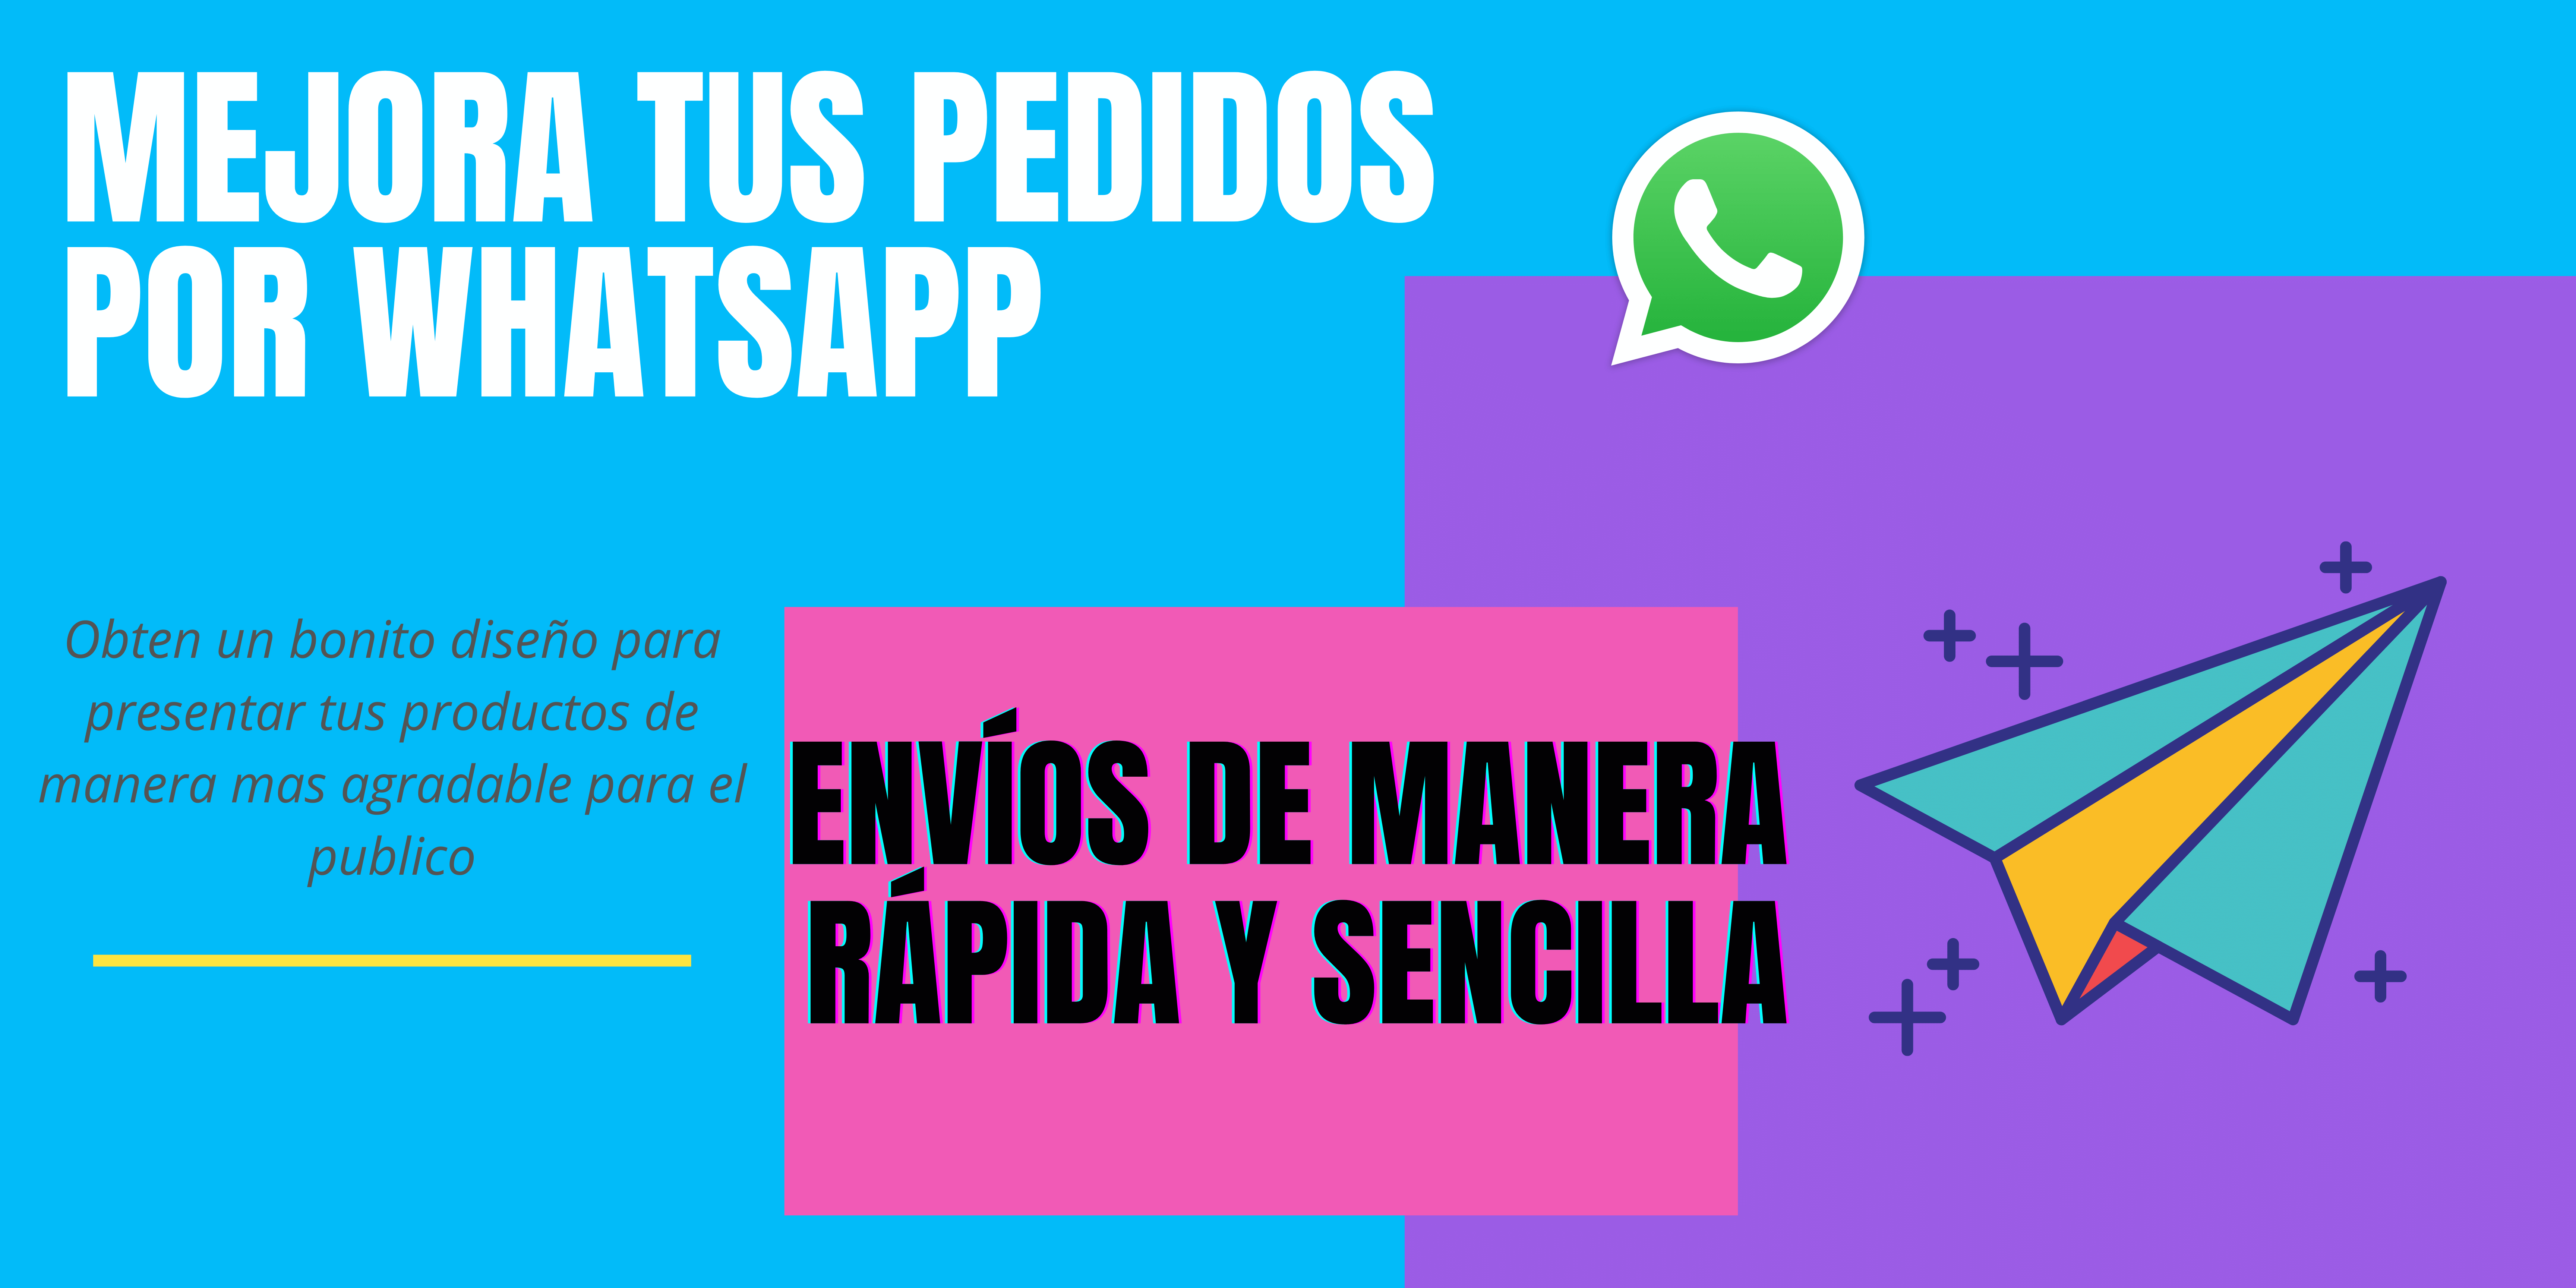 MEJORA TUS PEDIDOS
POR WHATSAPP
Obten un bonito diseño para
presentar tus productos de
manera mas agradable para el
publico
ENVÍOS DE MANERA
RÁPIDA Y SENCILLA